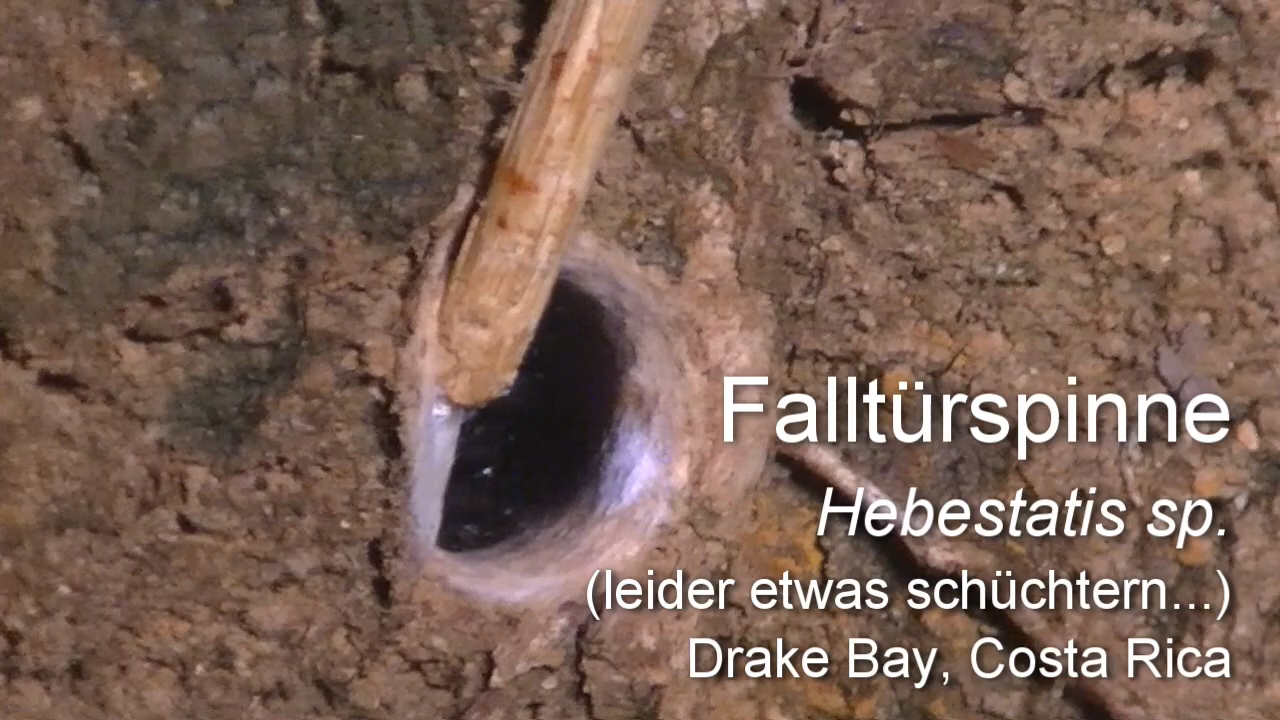 Falltürspinne
Hebestatis sp.
(leider etwas schüchtern...)
Drake Bay, Costa Rica